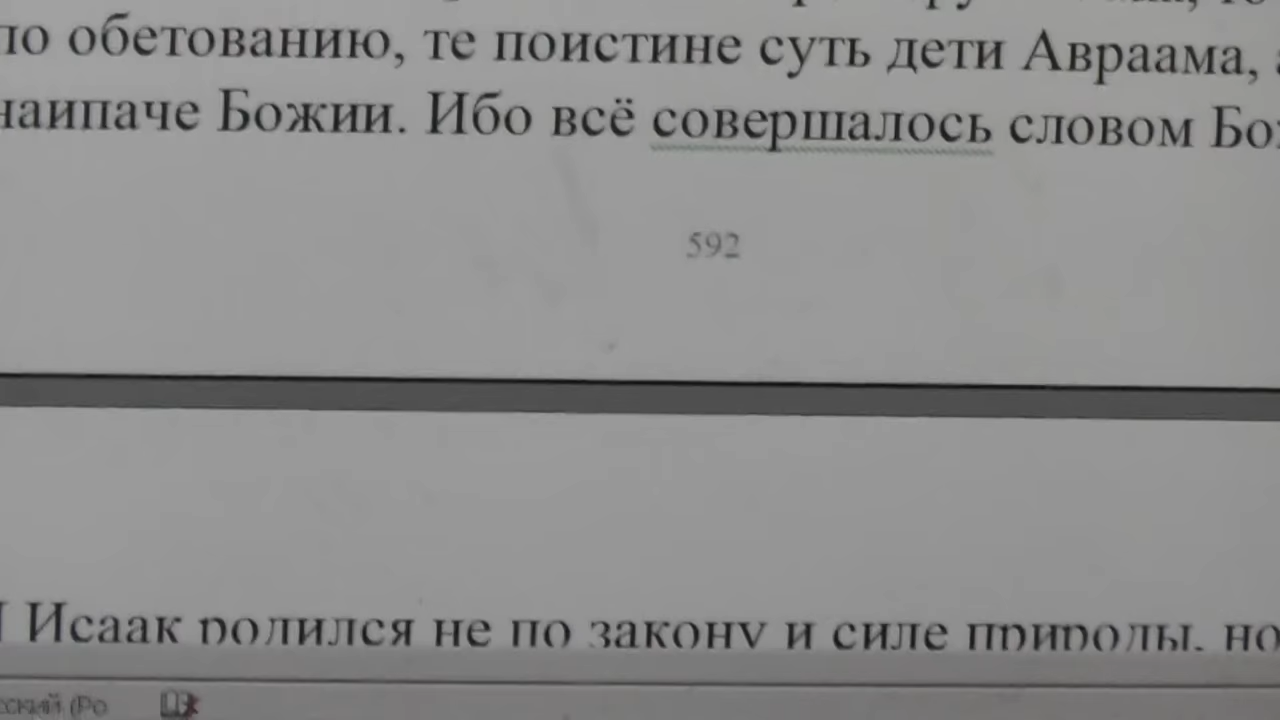 по обетованию, те поистине суть дети Авраама,
наипаче Божии. Ибо всё совершалось словом
592
Исаак родился не по закону и силе природы, но